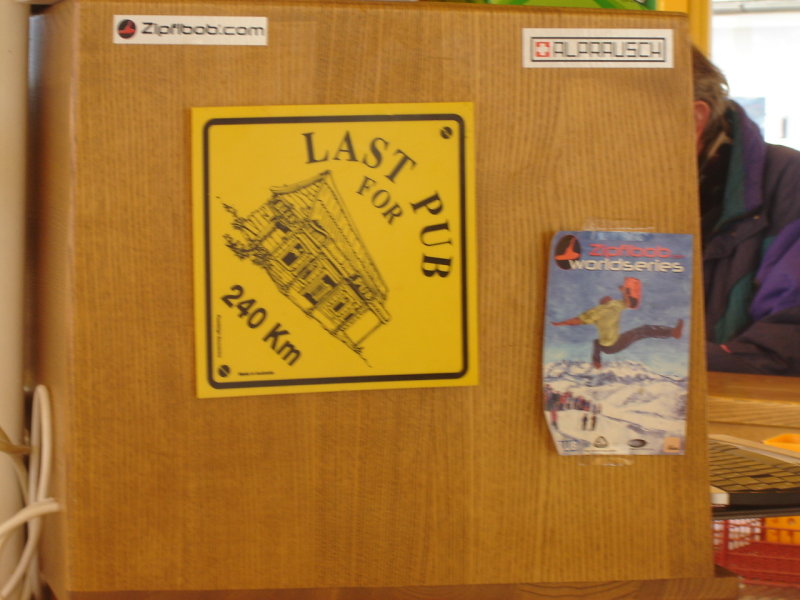 Zipflbob.com
ALPRAUSCH
LAST PUB
FOR
240 Km
Zipflbob
worldseries